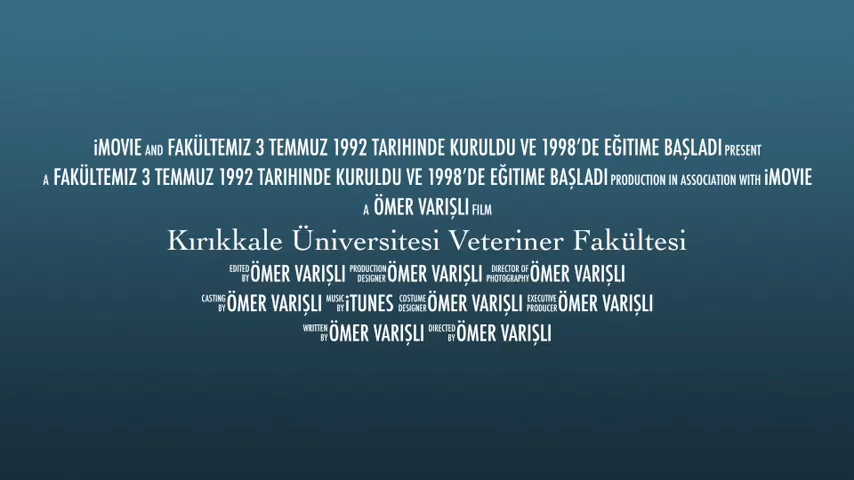 iMOVIE AND FAKÜLTEMIZ 3 TEMMUZ 1992 TARIHINDE KURULDU VE 1998'DE EĞITIME BAŞLADI PRESENT
A FAKÜLTEMIZ 3 TEMMUZ 1992 TARIHINDE KURULDU VE 1998'DE EĞITIME BAŞLADI PRODUCTION IN ASSOCIATION WITH iMOVIE
A ÖMER VARIŞLI FILM
Kırıkkale Üniversitesi Veteriner Fakültesi
EDITED BY ÖMER VARIŞLI PRODUCTION DESIGNER ÖMER VARIŞLI DIRECTOR OF PHOTOGRAPHY ÖMER VARIŞLI
CASTING BY ÖMER VARIŞLI MUSIC BY iTUNES COSTUME DESIGNER ÖMER VARIŞLI EXECUTIVE PRODUCER ÖMER VARIŞLI
WRITTEN BY ÖMER VARIŞLI DIRECTED BY ÖMER VARIŞLI